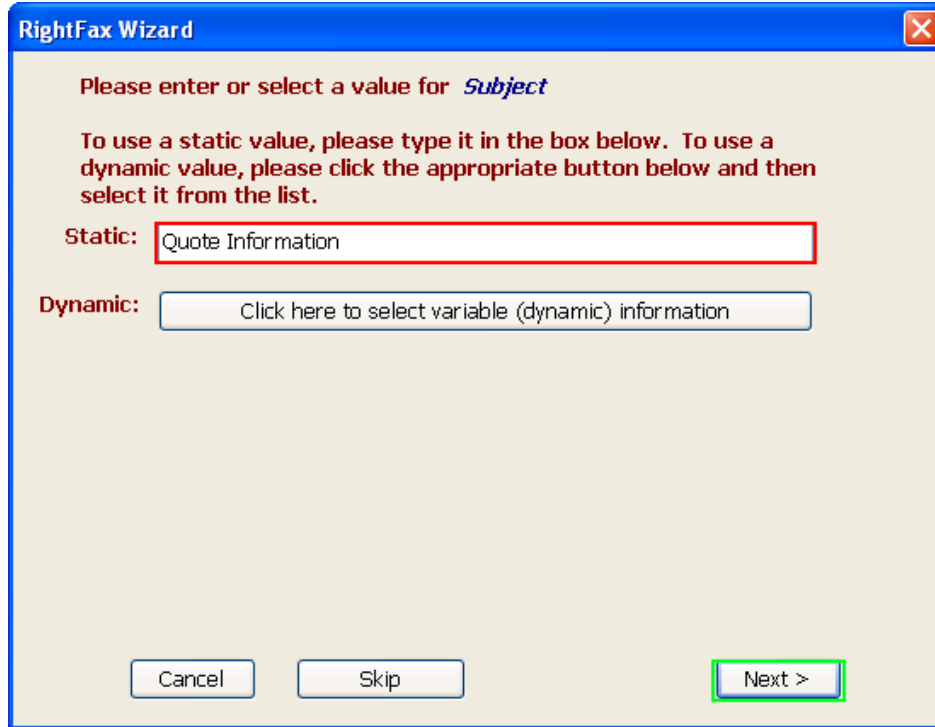 RightFax Wizard
Please enter or select a value for Subject
To use a static value, please type it in the box below. To use a
dynamic value, please click the appropriate button below and then
select it from the list.
Static: Quote Information
Dynamic: Click here to select variable (dynamic) information
Cancel Skip Next >